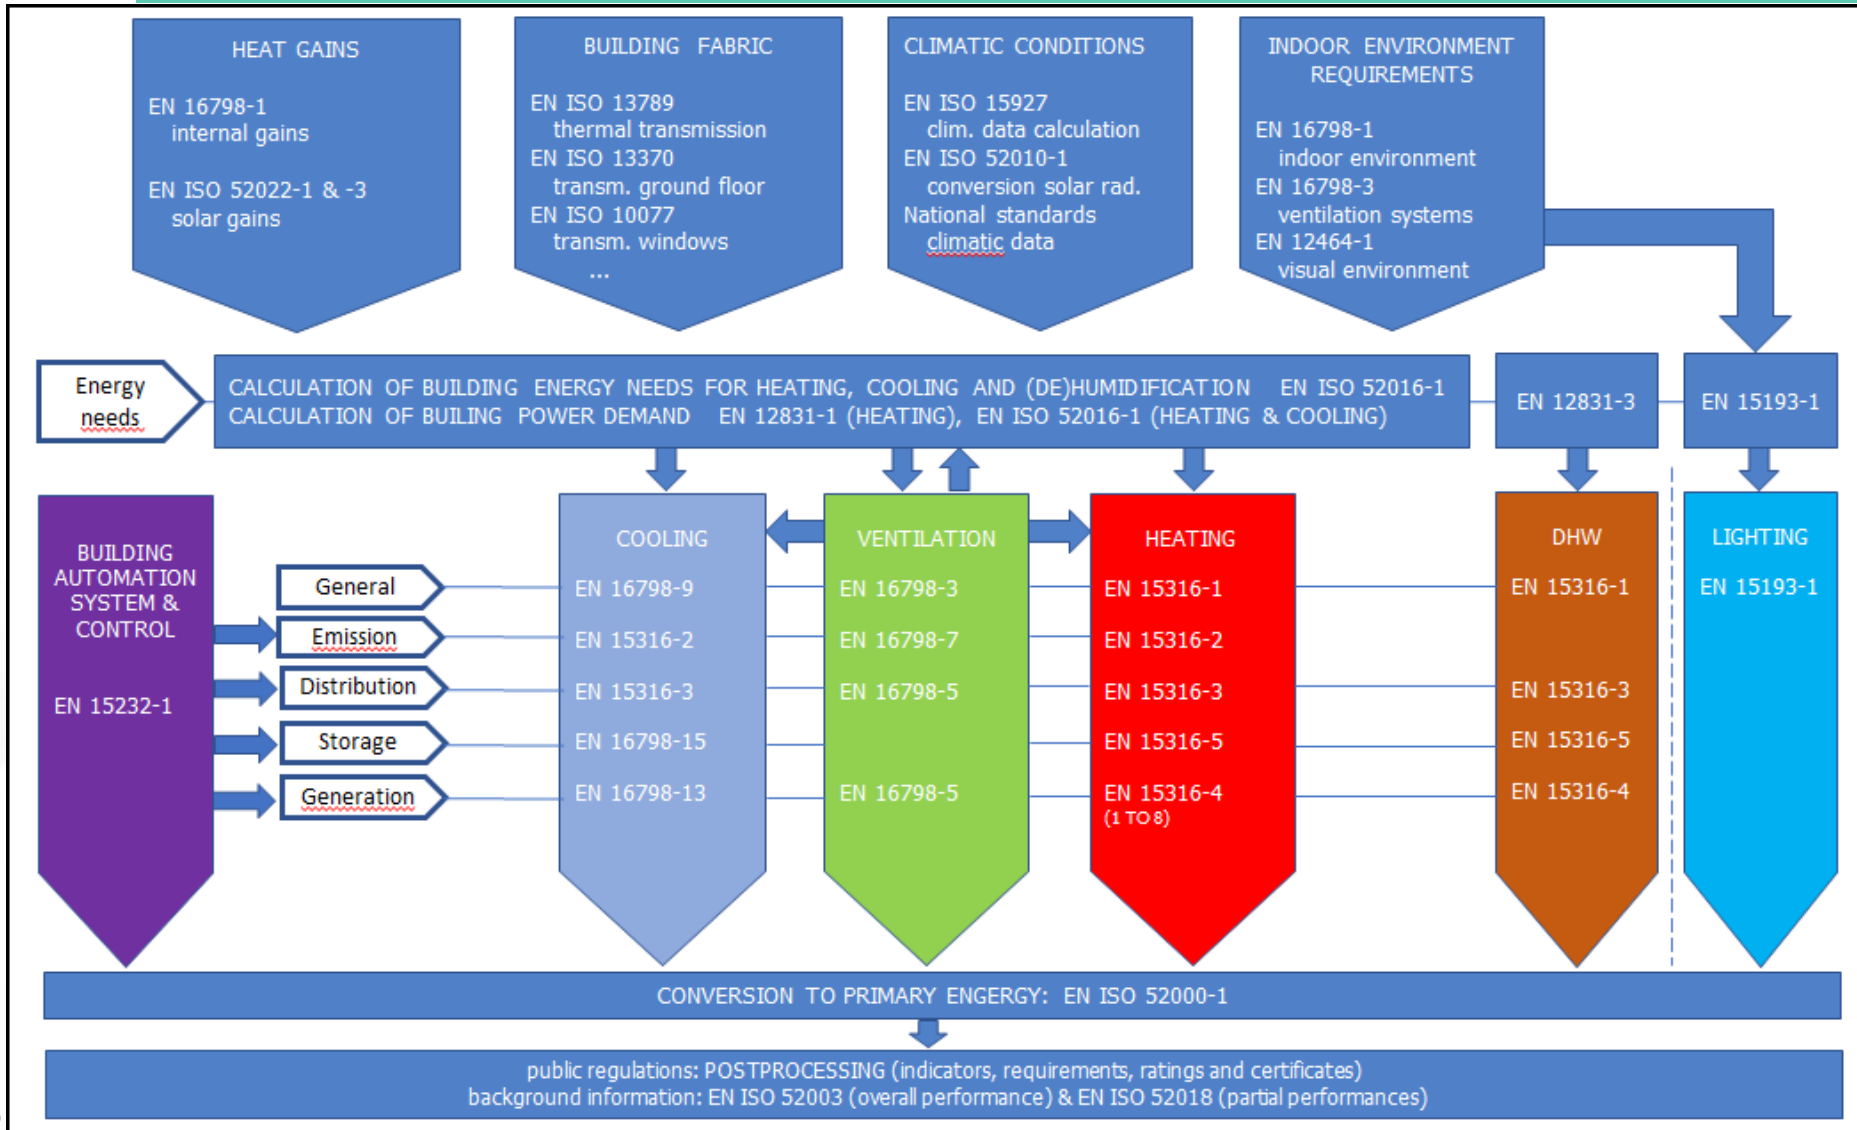 HEAT GAINS
EN 16798-1
internal gains
EN ISO 52022-1 & -3
solar gains
BUILDING FABRIC
EN ISO 13789
thermal transmission
EN ISO 13370
transm. ground floor
EN ISO 10077
transm. windows
...
CLIMATIC CONDITIONS
EN ISO 15927
clim. data calculation
EN ISO 52010-1
conversion solar rad.
National standards
climatic data
INDOOR ENVIRONMENT
REQUIREMENTS
EN 16798-1
indoor environment
EN 16798-3
ventilation systems
EN 12464-1
visual environment
Energy
needs
CALCULATION OF BUILDING ENERGY NEEDS FOR HEATING, COOLING AND (DE)HUMIDIFICATION EN ISO 52016-1
CALCULATION OF BUILING POWER DEMAND EN 12831-1 (HEATING), EN ISO 52016-1 (HEATING & COOLING)
EN 12831-3
EN 15193-1
BUILDING
AUTOMATION
SYSTEM &
CONTROL
EN 15232-1
General
Emission
Distribution
Storage
Generation
COOLING
EN 16798-9
EN 15316-2
EN 15316-3
EN 16798-15
EN 16798-13
VENTILATION
EN 16798-3
EN 16798-7
EN 16798-5
EN 16798-5
HEATING
EN 15316-1
EN 15316-2
EN 15316-3
EN 15316-5
EN 15316-4
(1 TO 8)
DHW
EN 15316-1
EN 15316-3
EN 15316-5
EN 15316-4
LIGHTING
EN 15193-1
CONVERSION TO PRIMARY ENGERGY: EN ISO 52000-1
public regulations: POSTPROCESSING (indicators, requirements, ratings and certificates)
background information: EN ISO 52003 (overall performance) & EN ISO 52018 (partial performances)